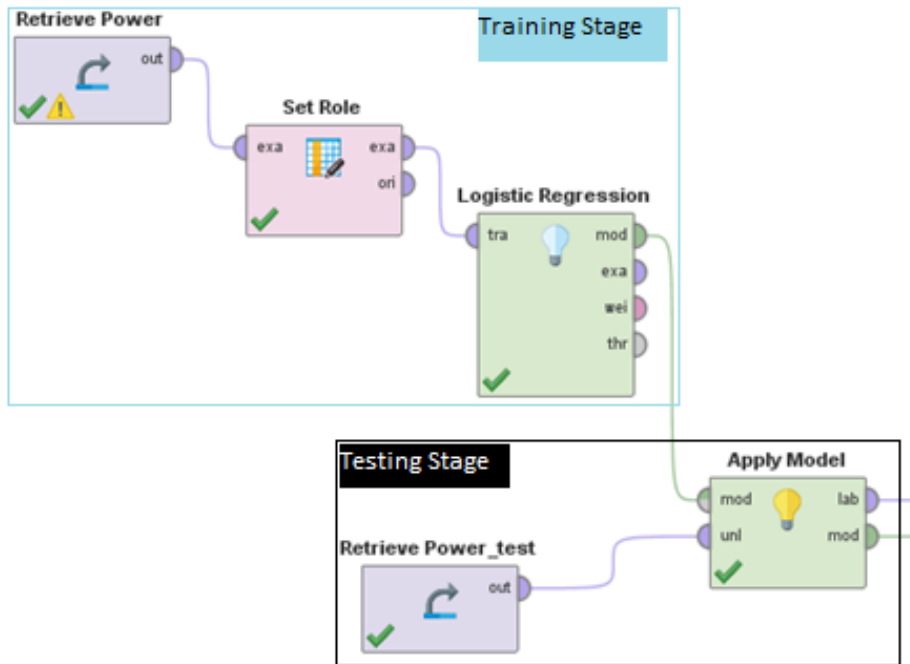 Retrieve Power
Training Stage
out
Set Role
exa
exa
ori
Logistic Regression
tra
mod
exa
wei
thr
Testing Stage
Apply Model
mod
lab
unl
mod
Retrieve Power_test
out